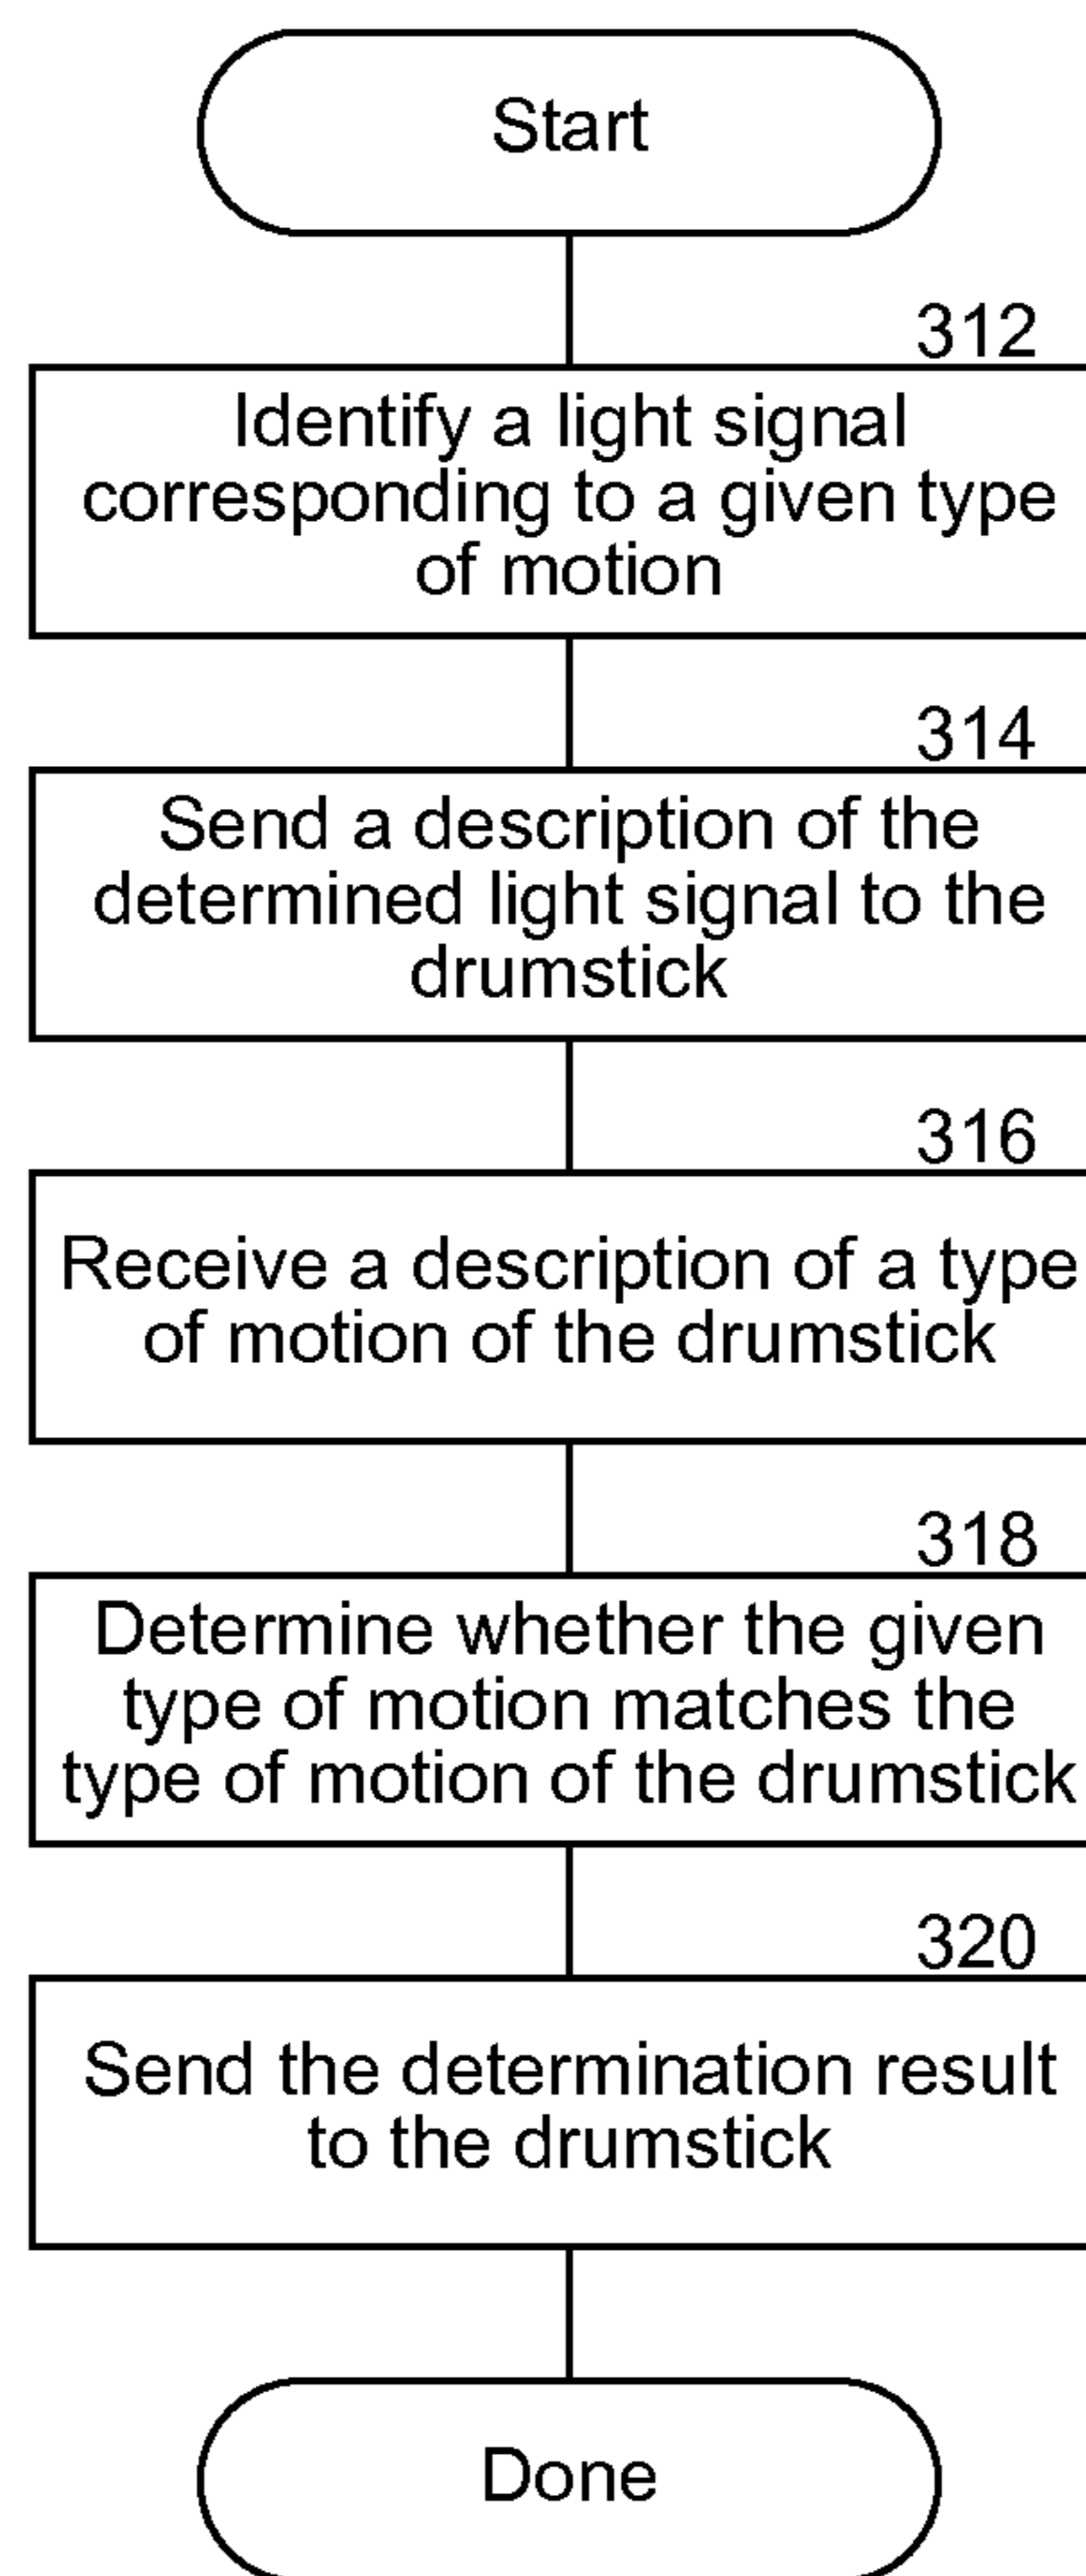 Start
312
Identify a light signal
corresponding to a given type
of motion
314
Send a description of the
determined light signal to the
drumstick
316
Receive a description of a type
of motion of the drumstick
318
Determine whether the given
type of motion matches the
type of motion of the drumstick
320
Send the determination result
to the drumstick
Done